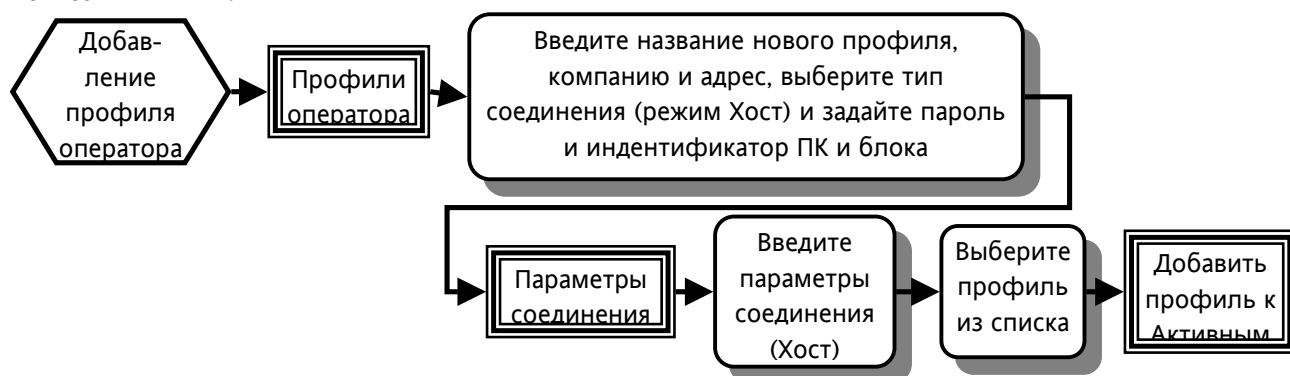 Добав-
ление
профиля
оператора
Профили
оператора
Введите название нового профиля,
компанию и адрес, выберите тип
соединения (режим Хост) и задайте пароль
и индентификатор ПК и блока
Параметры
соединения
Введите
параметры
соединения
(Хост)
Выберите
профиль
из списка
Добавить
профиль к
Активным